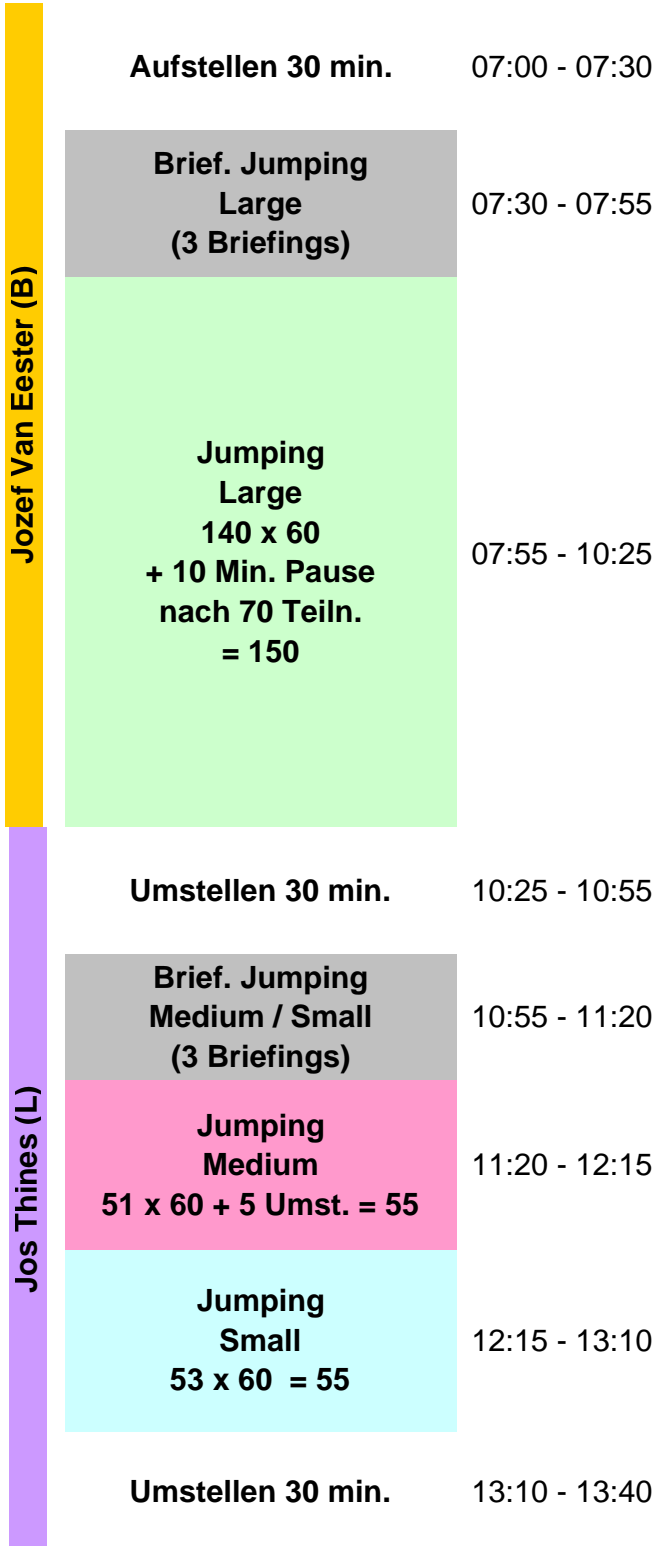 Jozef Van Eester (B)
Aufstellen 30 min. 07:00 - 07:30
Brief. Jumping
Large
(3 Briefings)
07:30 - 07:55
Jumping
Large
140 x 60
+ 10 Min. Pause
nach 70 Teiln.
= 150
07:55 - 10:25
Jos Thines (L)
Umstellen 30 min. 10:25 - 10:55
Brief. Jumping
Medium / Small
(3 Briefings)
10:55 - 11:20
Jumping
Medium
51 x 60 + 5 Umst. = 55
11:20 - 12:15
Jumping
Small
53 x 60 = 55
12:15 - 13:10
Umstellen 30 min. 13:10 - 13:40